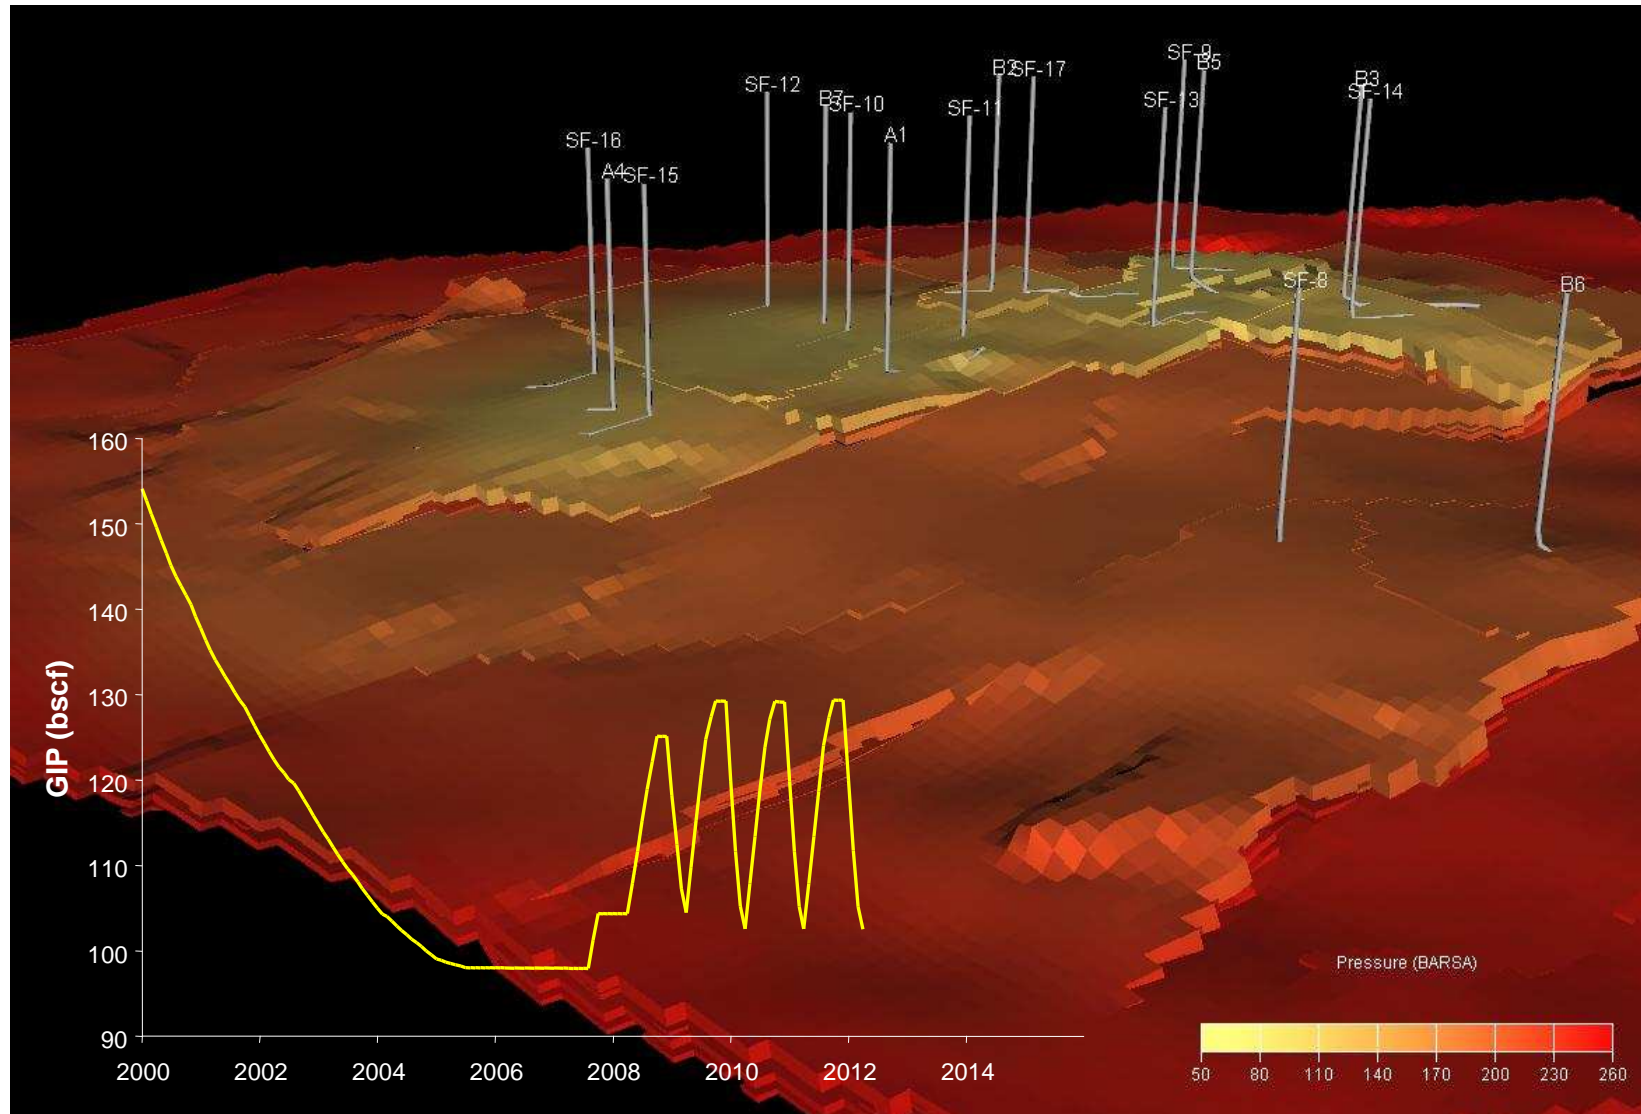 SF-9
B5
B2
SF-17
B3
SF-14
SF-12
B7
SF-10
SF-11
SF-13
A1
SF-16
A4
SF-15
SF-8
B6
160
150
140
130
120
110
100
90
GIP (bscf)
2000 2002 2004 2006 2008 2010 2012 2014
Pressure (BARSA)
50 80 110 140 170 200 230 260